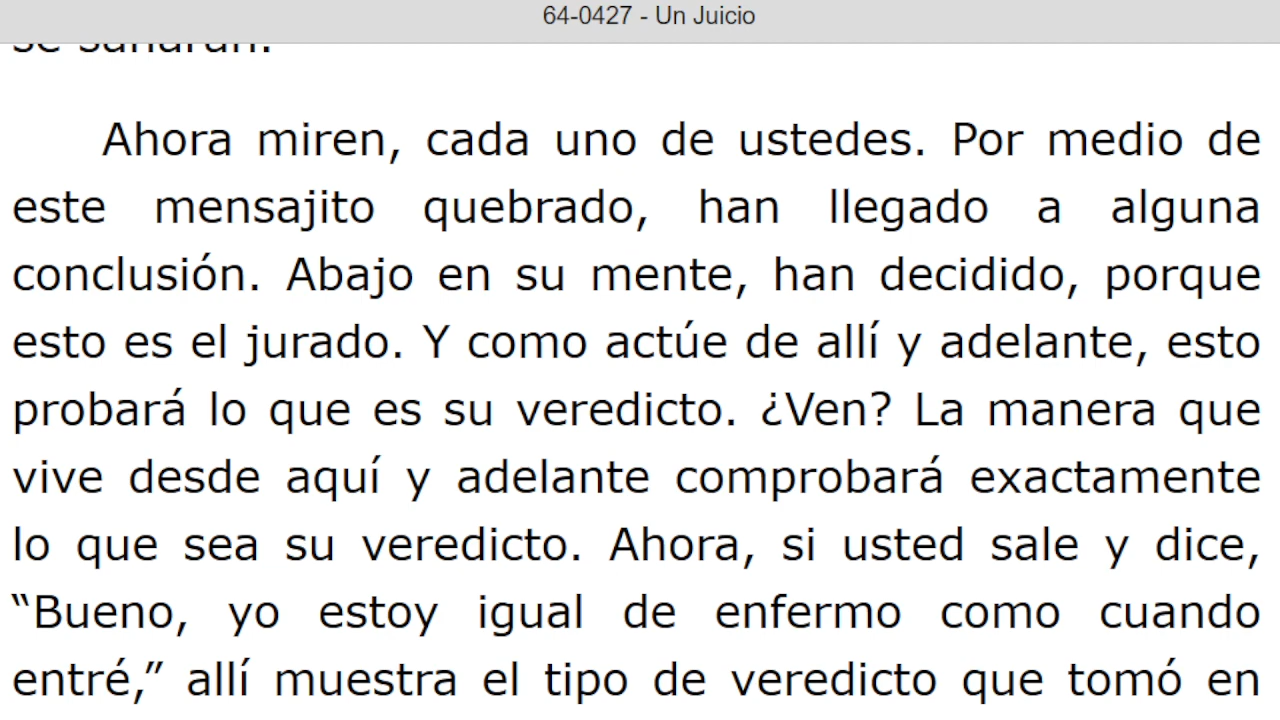 64-0427 - Un Juicio
se sanarán.
Ahora miren, cada uno de ustedes. Por medio de
este mensajito quebrado, han llegado a alguna
conclusión. Abajo en su mente, han decidido, porque
esto es el jurado. Y como actúe de allí y adelante, esto
probará lo que es su veredicto. ¿Ven? La manera que
vive desde aquí y adelante comprobará exactamente
lo que sea su veredicto. Ahora, si usted sale y dice,
“Bueno, yo estoy igual de enfermo como cuando
entré,” allí muestra el tipo de veredicto que tomó en